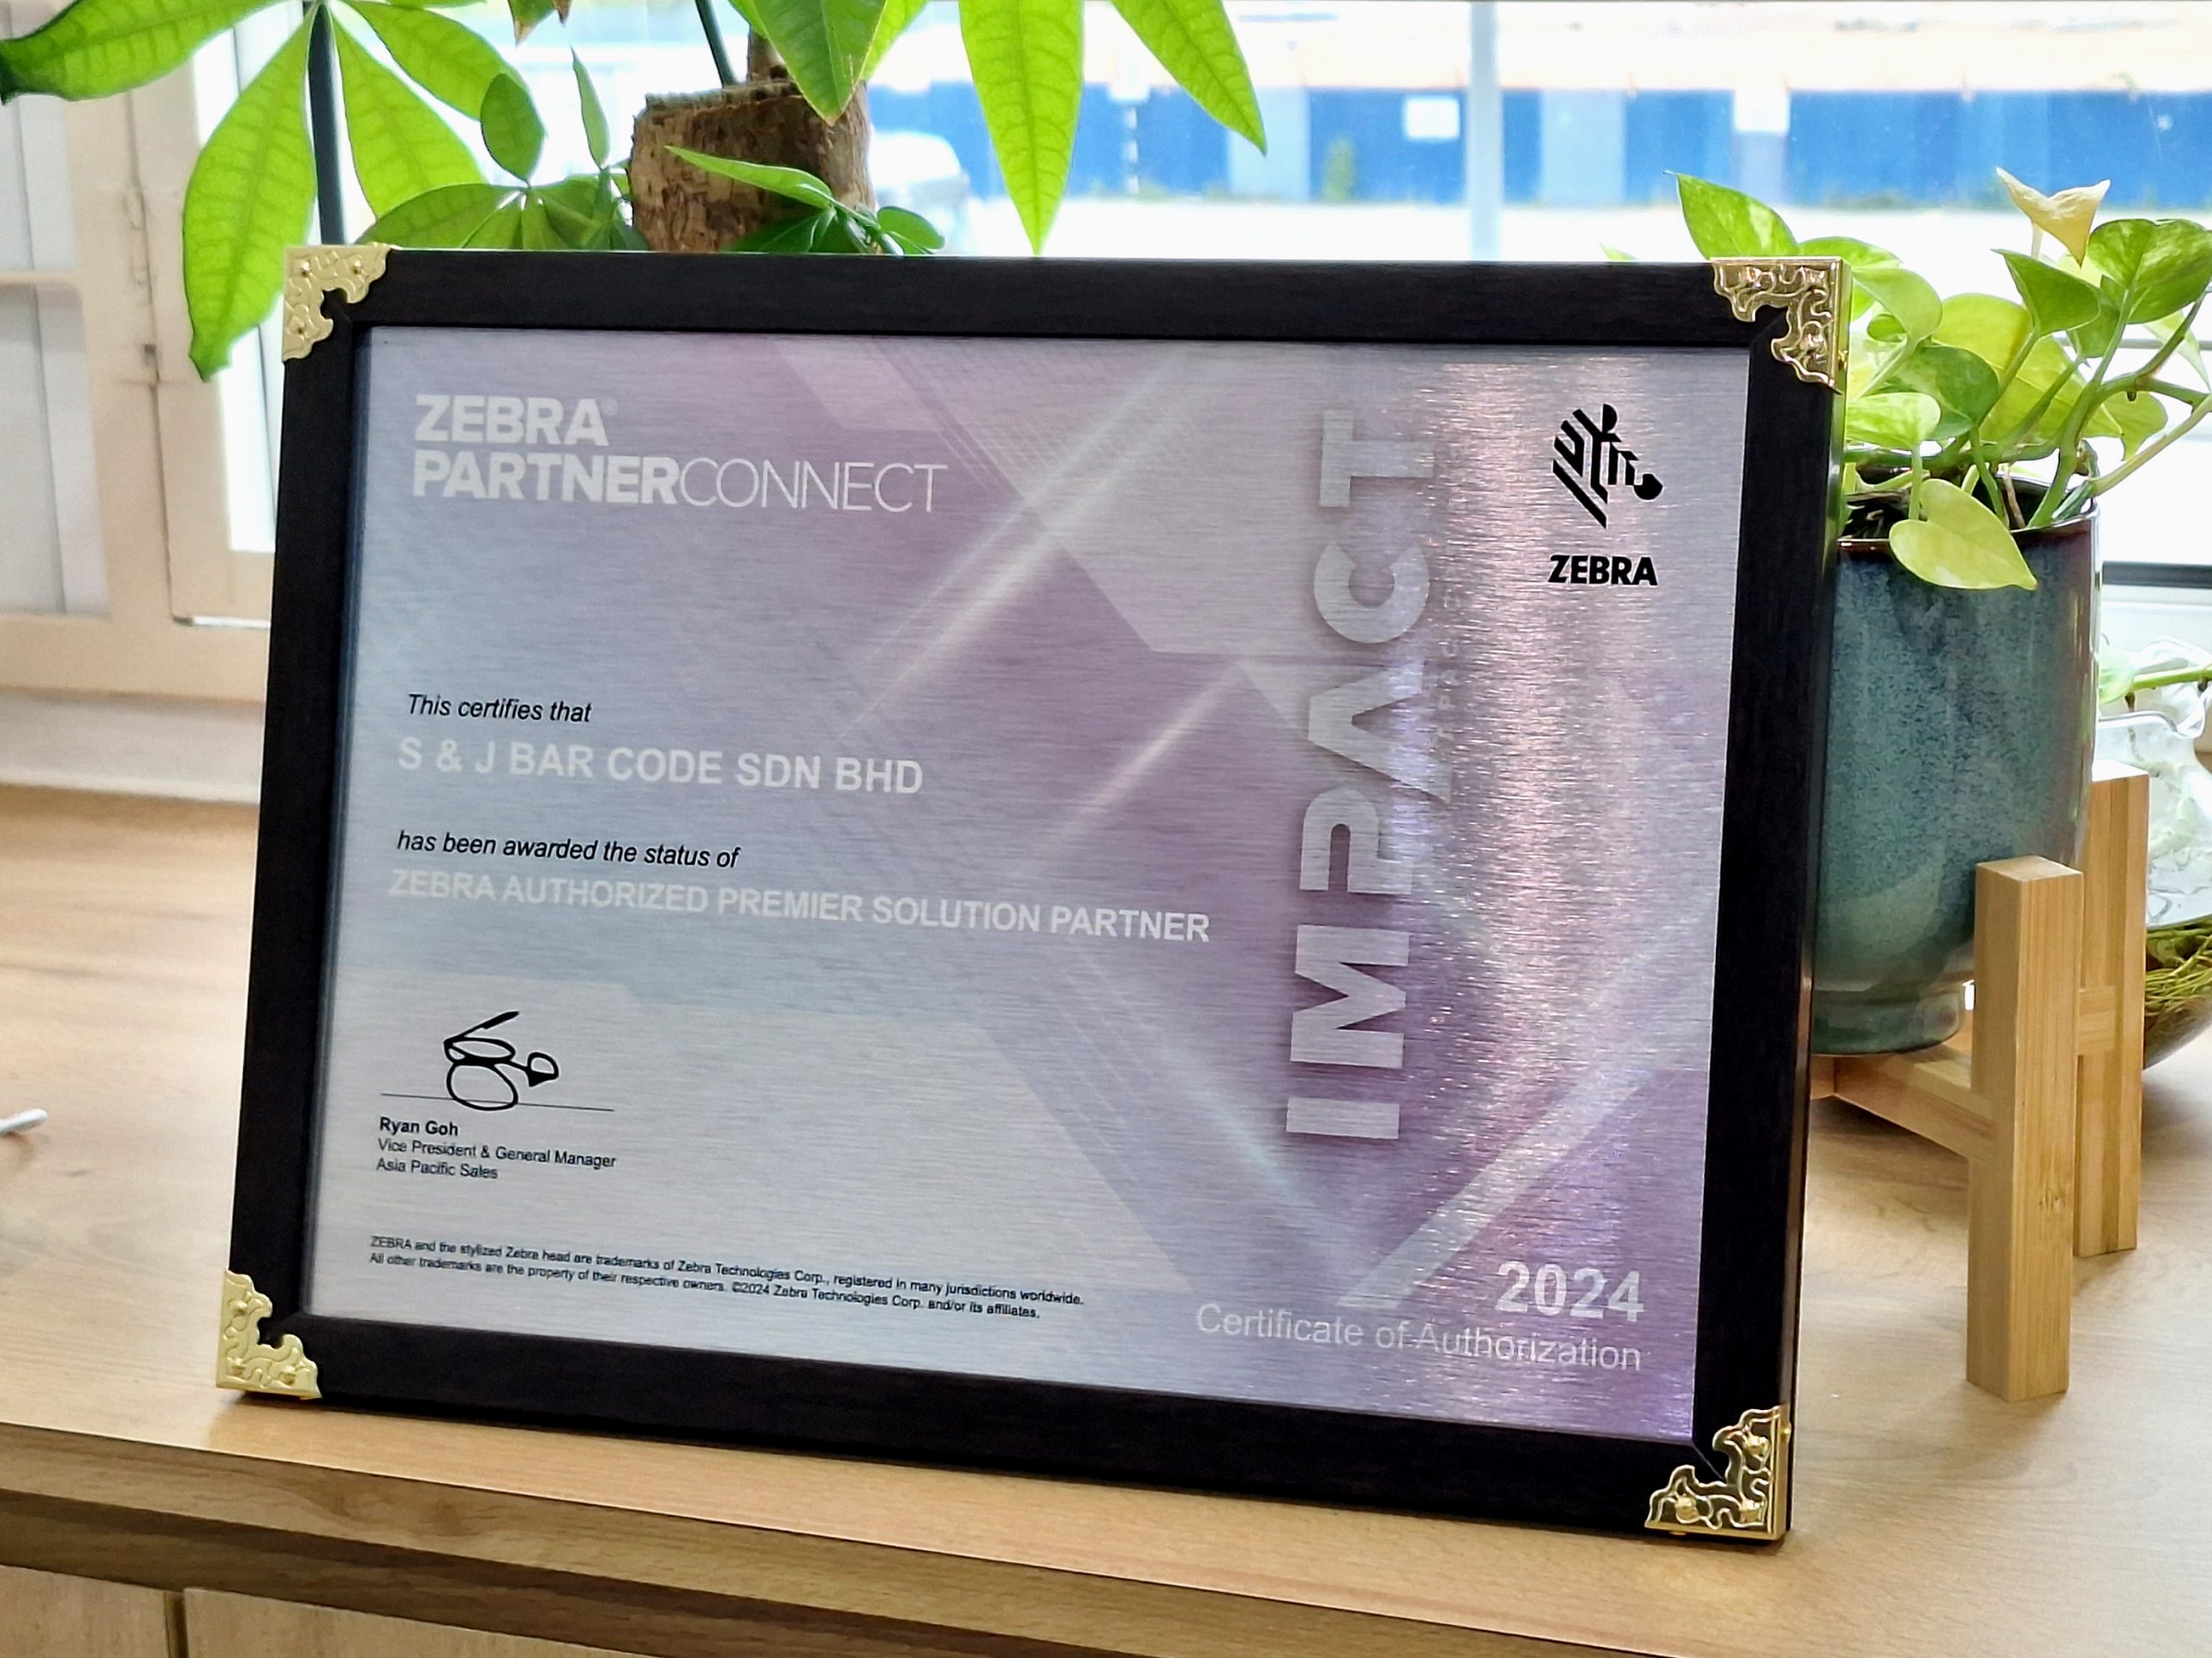 ZEBRA®
PARTNERCONNECT
ZEBRA
IMPACT
This certifies that
S & J BAR CODE SDN BHD
has been awarded the status of
ZEBRA AUTHORIZED PREMIER SOLUTION PARTNER
Ryan Goh
Vice President & General Manager
Asia Pacific Sales
ZEBRA and the stylized Zebra head are trademarks of Zebra Technologies Corp., registered in many jurisdictions worldwide.
All other trademarks are the property of their respective owners. ©2024 Zebra Technologies Corp. and/or its affiliates.
2024
Certificate of Authorization